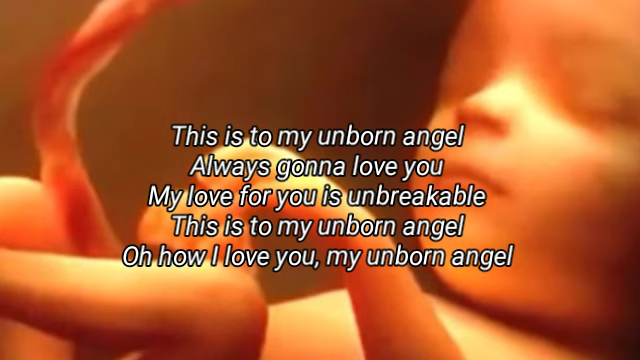 This is to my unborn angel
Always gonna love you
My love for you is unbreakable
This is to my unborn angel
Oh how I love you, my unborn angel